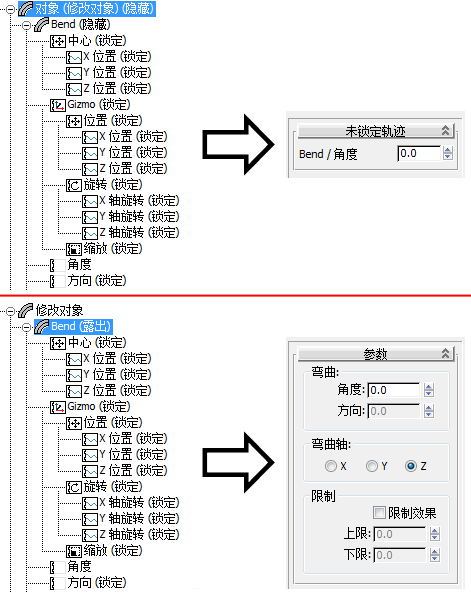 对象 (修改对象) (隐藏)
Bend (隐藏)
中心 (锁定)
X 位置 (锁定)
Y 位置 (锁定)
Z 位置 (锁定)
Gizmo (锁定)
位置 (锁定)
X 位置 (锁定)
Y 位置 (锁定)
Z 位置 (锁定)
旋转 (锁定)
X 轴旋转 (锁定)
Y 轴旋转 (锁定)
Z 轴旋转 (锁定)
缩放 (锁定)
角度
方向 (锁定)
未锁定轨迹
Bend / 角度 0.0
修改对象
Bend (露出)
中心 (锁定)
X 位置 (锁定)
Y 位置 (锁定)
Z 位置 (锁定)
Gizmo (锁定)
位置 (锁定)
X 位置 (锁定)
Y 位置 (锁定)
Z 位置 (锁定)
旋转 (锁定)
X 轴旋转 (锁定)
Y 轴旋转 (锁定)
Z 轴旋转 (锁定)
缩放 (锁定)
角度
方向 (锁定)
参数
弯曲:
角度: 0.0
方向: 0.0
弯曲轴:
X Y Z
限制
限制效果
上限: 0.0
下限: 0.0